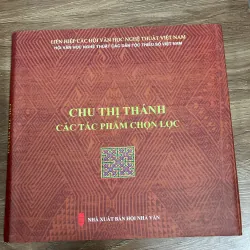 LIÊN HIỆP CÁC HỘI VĂN HỌC NGHỆ THUẬT VIỆT NAM
HỘI VĂN HỌC NGHỆ THUẬT CÁC DÂN TỘC THIỂU SỐ VIỆT NAM
CHU THỊ THÁNH
CÁC TÁC PHẨM CHỌN LỌC
NHÀ XUẤT BẢN HỘI NHÀ VĂN